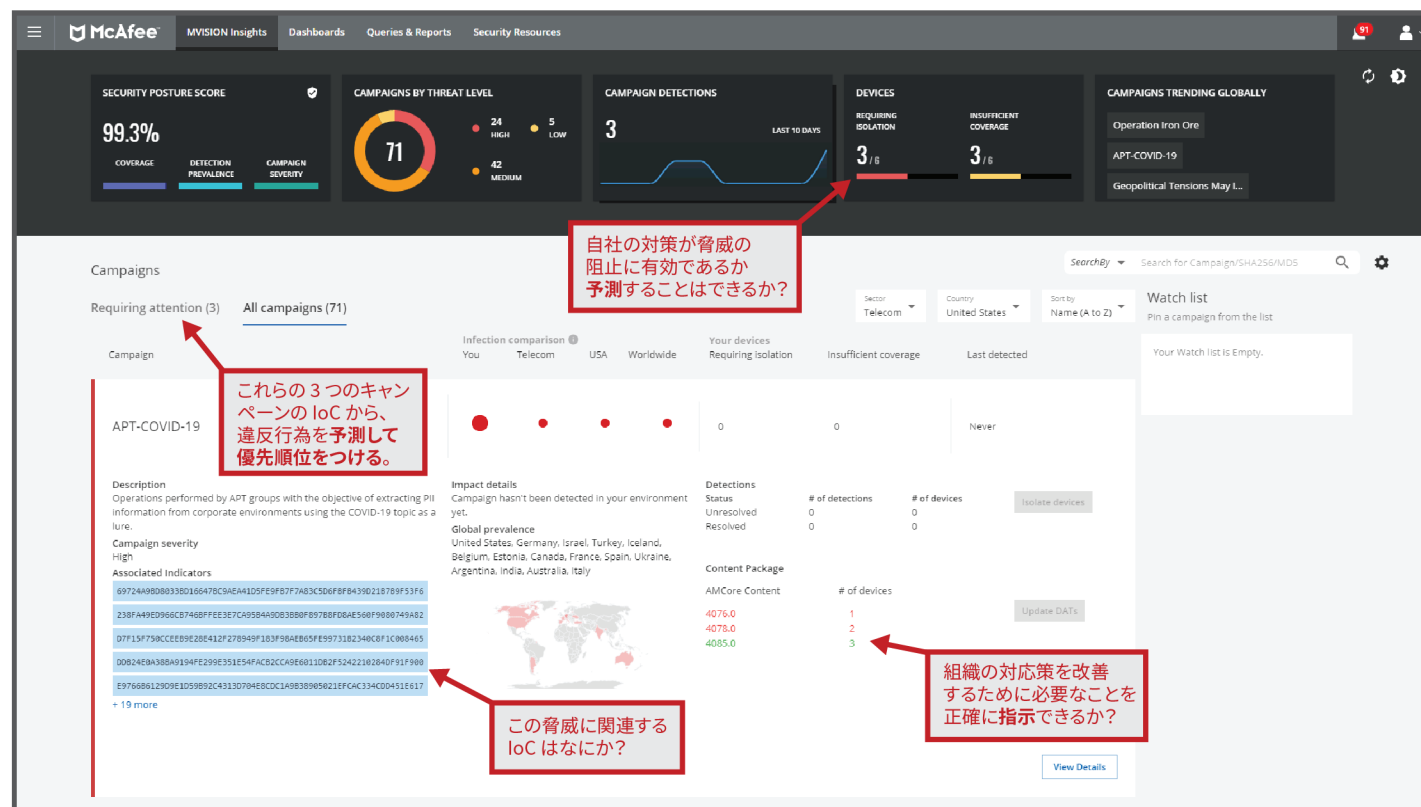 McAfee™ MVISION Insights Dashboards Queries & Reports Security Resources 91
SECURITY POSTURE SCORE
99.3%
COVERAGE DETECTION PREVALENCE CAMPAIGN SEVERITY
CAMPAIGNS BY THREAT LEVEL
71
24 HIGH
5 LOW
42 MEDIUM
CAMPAIGN DETECTIONS
3 LAST 10 DAYS
DEVICES
REQUIRING ISOLATION
3 / 6
INSUFFICIENT COVERAGE
3 / 6
CAMPAIGNS TRENDING GLOBALLY
Operation Iron Ore
APT-COVID-19
Geopolitical Tensions May I...
自社の対策が脅威の
阻止に有効であるか
予測することはできるか?
Campaigns
SearchBy Search for Campaign/SHA256/MD5
Requiring attention (3) All campaigns (71)
Sector Telecom
Country United States
Sort by Name (A to Z)
Watch list
Pin a campaign from the list
Your Watch list is Empty.
Infection comparison Your devices
Campaign You Telecom USA Worldwide Requiring isolation Insufficient coverage Last detected
これらの 3 つのキャン
ペーンの IoC から、
違反行為を予測して
優先順位をつける。
APT-COVID-19 0 0 Never
Description
Operations performed by APT groups with the objective of extracting PII
information from corporate environments using the COVID-19 topic as a
lure.
Campaign severity
High
Associated Indicators
69724A98D8033BD166478C9AEA41D5FE9FB7F7A83C5D6FBFB439D218789F53F6
238FA49ED966CB746BFFEE3E7CA95B4A9DB3BB0F897B8FD8AE560F9080749A82
D7F15F750CCEEB9E28E412F278949F183F98AEB65FE99731B2340C8F1C008465
DDB24E0A38BA9194FE299E351E54FACB2CCA9E6011DB2F5242210284DF91F900
E9766B6129D9E1D59B92C4313D704E8CDC1A9B38905021EFCAC334CDD451E617
+ 19 more
Impact details
Campaign hasn't been detected in your environment
yet.
Global prevalence
United States, Germany, Israel, Turkey, Iceland,
Belgium, Estonia, Canada, France, Spain, Ukraine,
Argentina, India, Australia, Italy
Detections
Status # of detections # of devices
Unresolved 0 0
Resolved 0 0
Isolate devices
Content Package
AMCore Content # of devices
4076.0 1
4078.0 2
4085.0 3
Update DATs
組織の対応策を改善
するために必要なことを
正確に指示できるか?
この脅威に関連する
IoC はなにか?
View Details